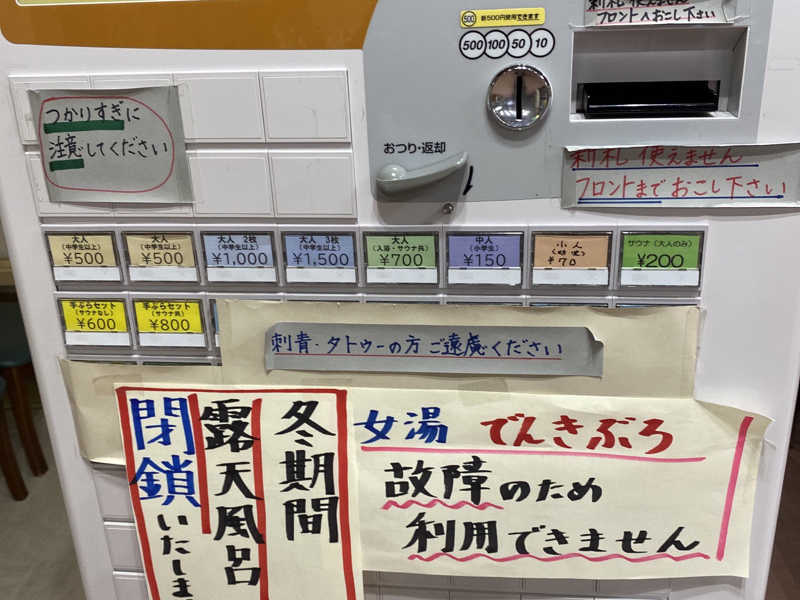 500 新500円使用できます
500 100 50 10
フロントへお越し下さい
つかりすぎに
注意してください
おつり・返却
利札 使えません
フロントまでおこし下さい
大人
(中学生以上)
¥500
大人
(中学生以上)
¥500
大人 2枚
(中学生以上)
¥1,000
大人 3枚
(中学生以上)
¥1,500
大人
(入浴・サウナ共)
¥700
中人
(小学生)
¥150
小人
¥70
サウナ(大人のみ)
¥200
手ぶらセット
(サウナなし)
¥600
手ぶらセット
(サウナ共)
¥800
刺青・タトゥーの方 ご遠慮ください
冬期間
露天風呂
閉鎖いたしま
女湯 でんきぶろ
故障のため
利用できません